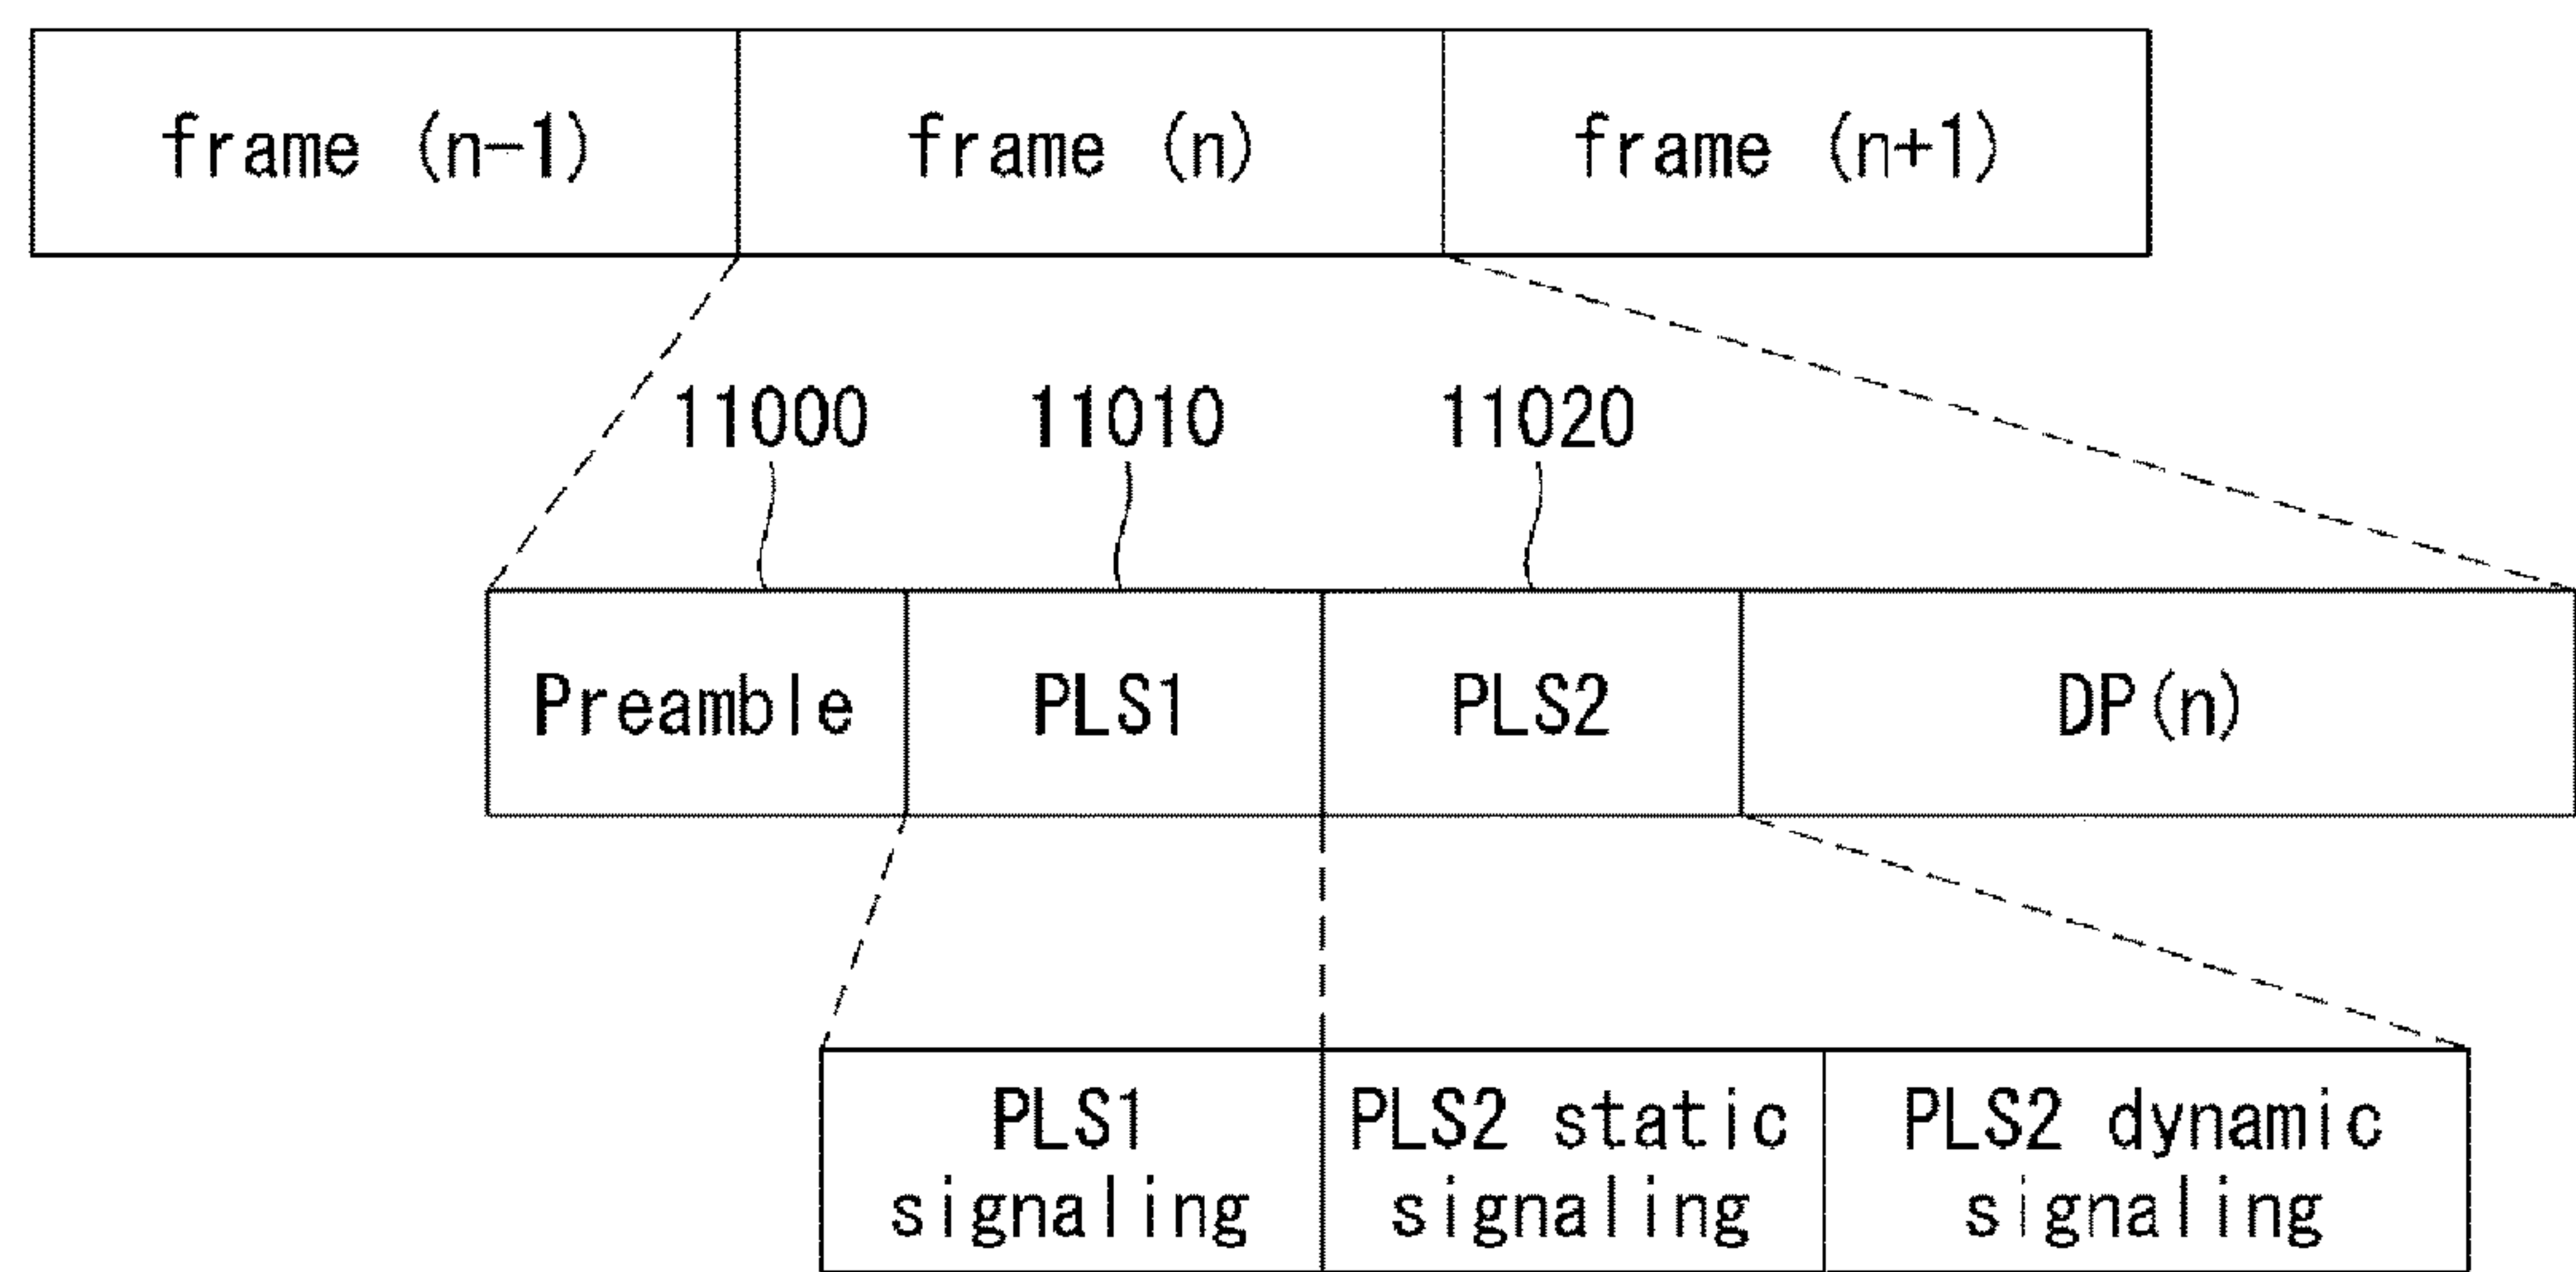 frame (n-1) frame (n) frame (n+1)
11000 11010 11020
Preamble PLS1 PLS2 DP(n)
PLS1 signaling
PLS2 static signaling
PLS2 dynamic signaling